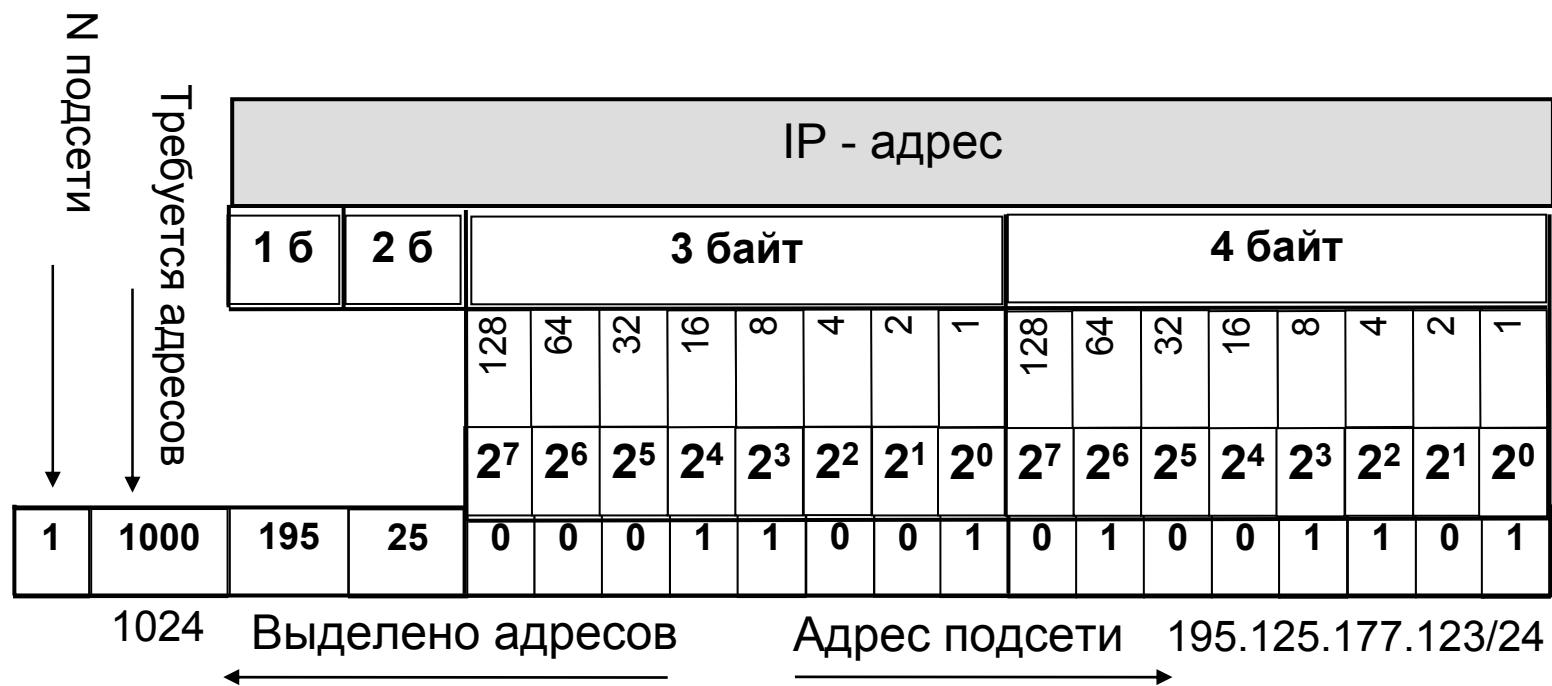 N подсети
Требуется адресов
IP - адрес
1 б 2 б 3 байт 4 байт
128 64 32 16 8 4 2 1 128 64 32 16 8 4 2 1
2⁷ 2⁶ 2⁵ 2⁴ 2³ 2² 2¹ 2⁰ 2⁷ 2⁶ 2⁵ 2⁴ 2³ 2² 2¹ 2⁰
1 1000 195 25 0 0 0 1 1 0 0 1 0 1 0 0 1 1 0 1
1024 Выделено адресов Адрес подсети 195.125.177.123/24